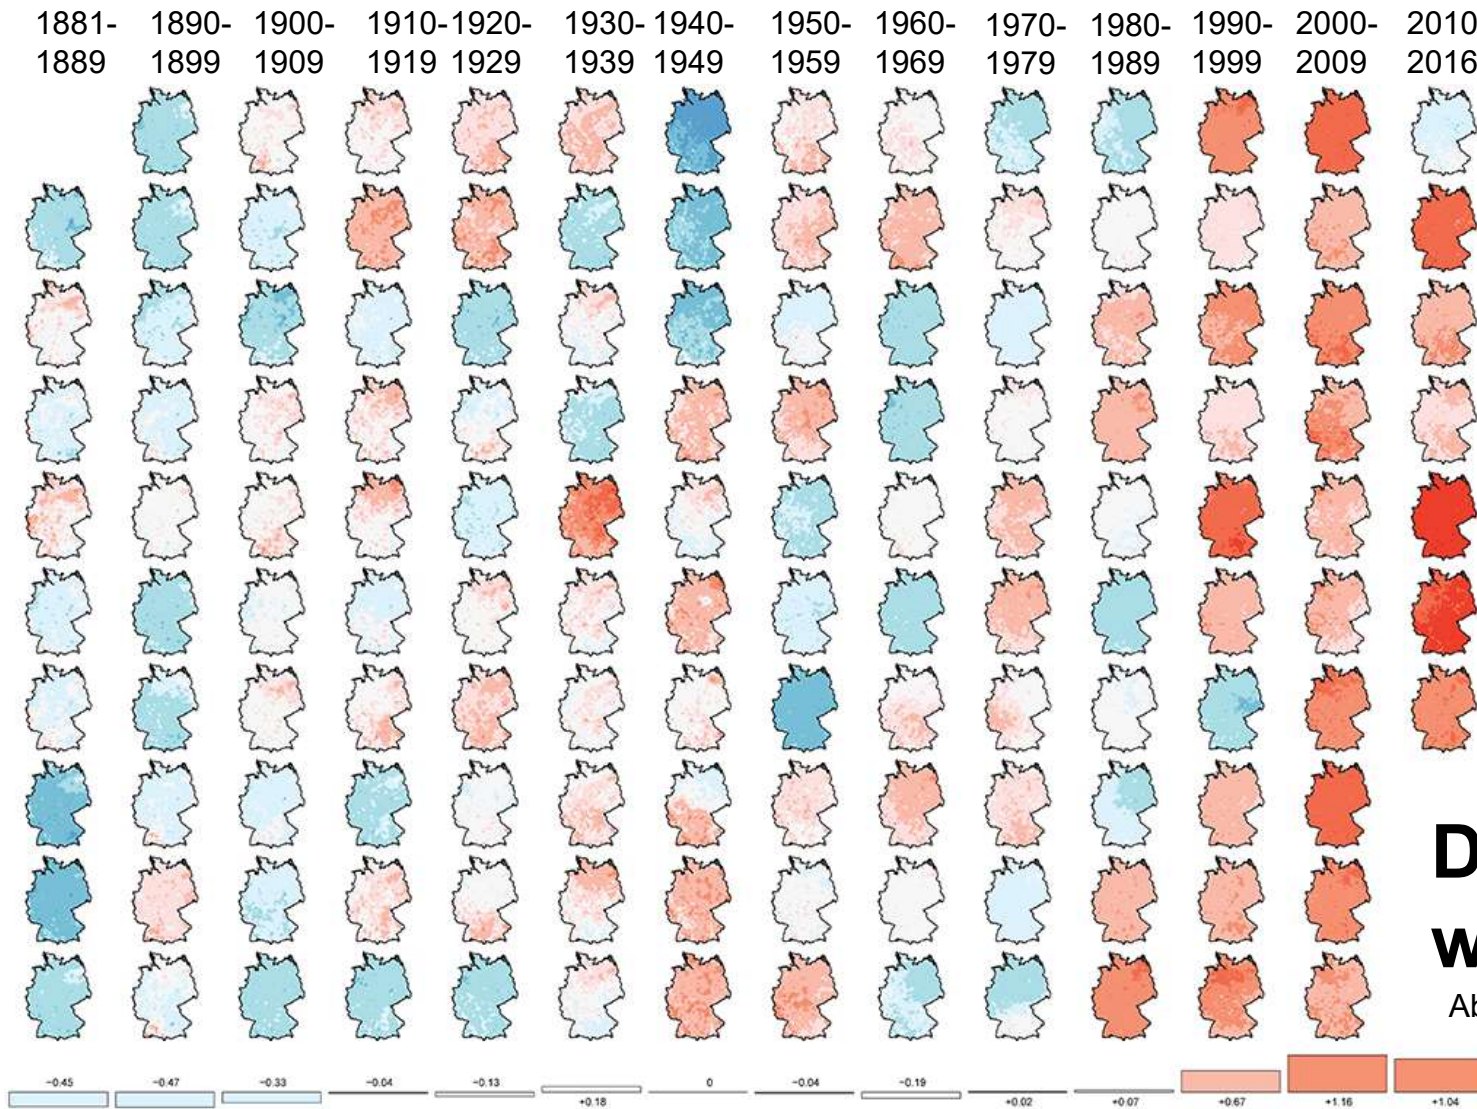 1881- 1890- 1900- 1910- 1920- 1930- 1940- 1950- 1960- 1970- 1980- 1990- 2000- 2010
1889 1899 1909 1919 1929 1939 1949 1959 1969 1979 1989 1999 2009 2016
D
w
Ab
−0.45 −0.47 −0.33 −0.04 −0.13 0 −0.04 −0.19
+0.18 +0.02 +0.07 +0.67 +1.16 +1.04